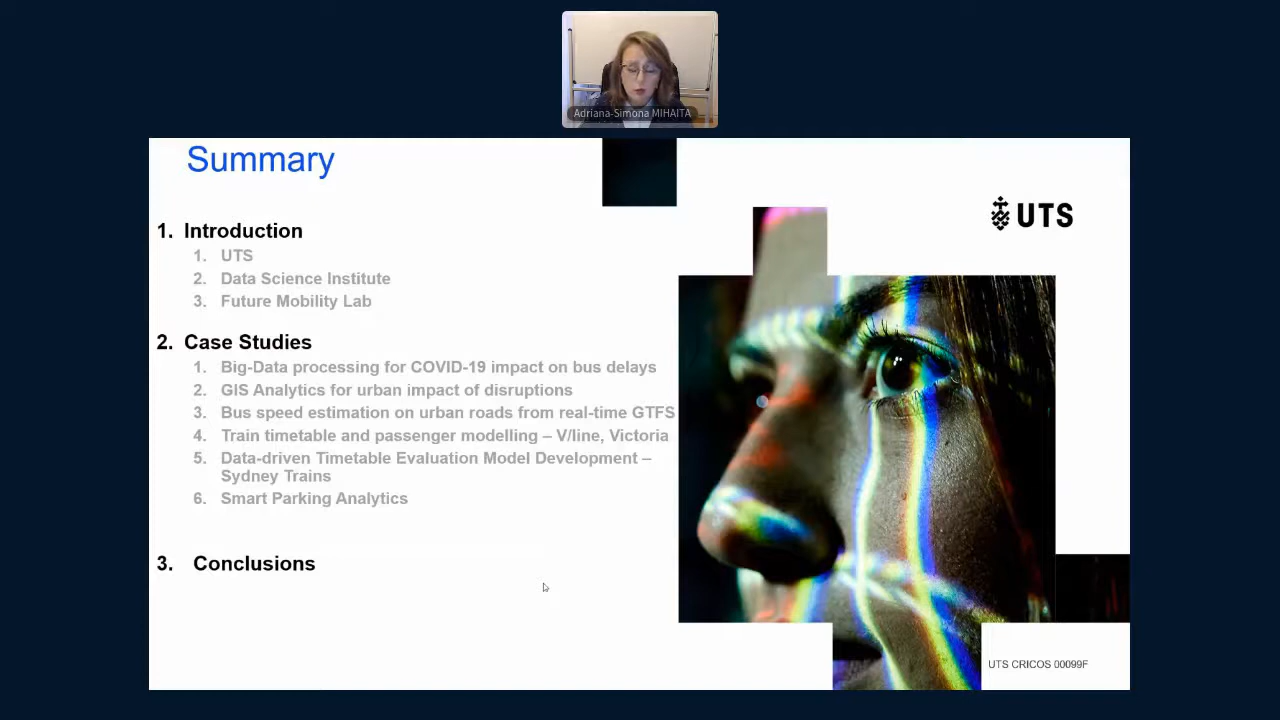 Adriana-Simona MIHAITA
Summary
UTS
1. Introduction
1. UTS
2. Data Science Institute
3. Future Mobility Lab
2. Case Studies
1. Big-Data processing for COVID-19 impact on bus delays
2. GIS Analytics for urban impact of disruptions
3. Bus speed estimation on urban roads from real-time GTFS
4. Train timetable and passenger modelling – V/line, Victoria
5. Data-driven Timetable Evaluation Model Development –
Sydney Trains
6. Smart Parking Analytics
3. Conclusions
UTS CRICOS 00099F